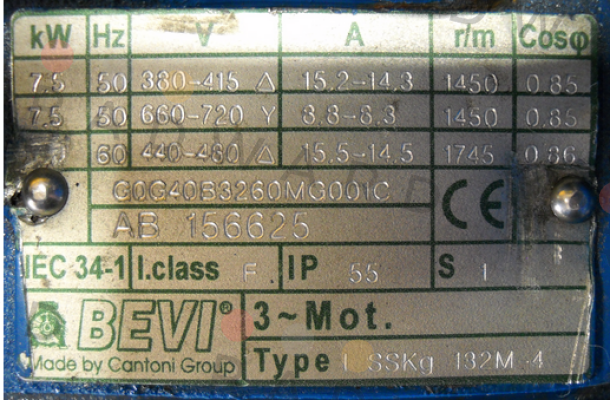 kW Hz V A r/m Cosφ
7.5 50 380-415 Δ 15.2-14.3 1450 0.85
7.5 50 660-720 Y 8.8-8.3 1450 0.85
60 440-480 Δ 15.5-14.5 1745 0.86
G0G40B3260MG001C
AB 156625
CE
IEC 34-1 I.class F IP 55 S 1
BEVI® 3~Mot.
Made by Cantoni Group Type SSKg 132M-4